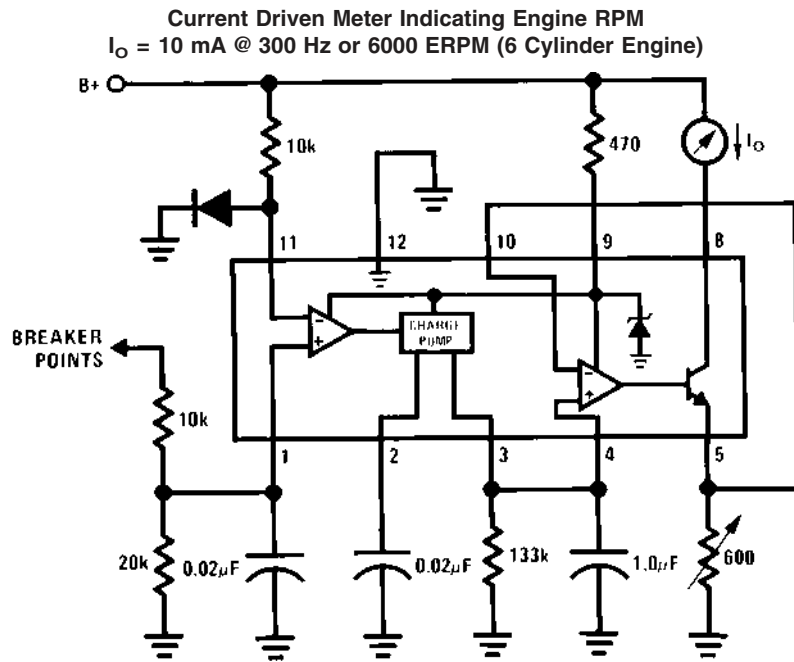 Current Driven Meter Indicating Engine RPM
I_O = 10 mA @ 300 Hz or 6000 ERPM (6 Cylinder Engine)
B+
10k
470
I_O
11
12
10
9
8
BREAKER
POINTS
-
+
CHARGE
PUMP
-
+
10k
1
2
3
4
5
20k
0.02μF
0.02μF
133k
1.0μF
600